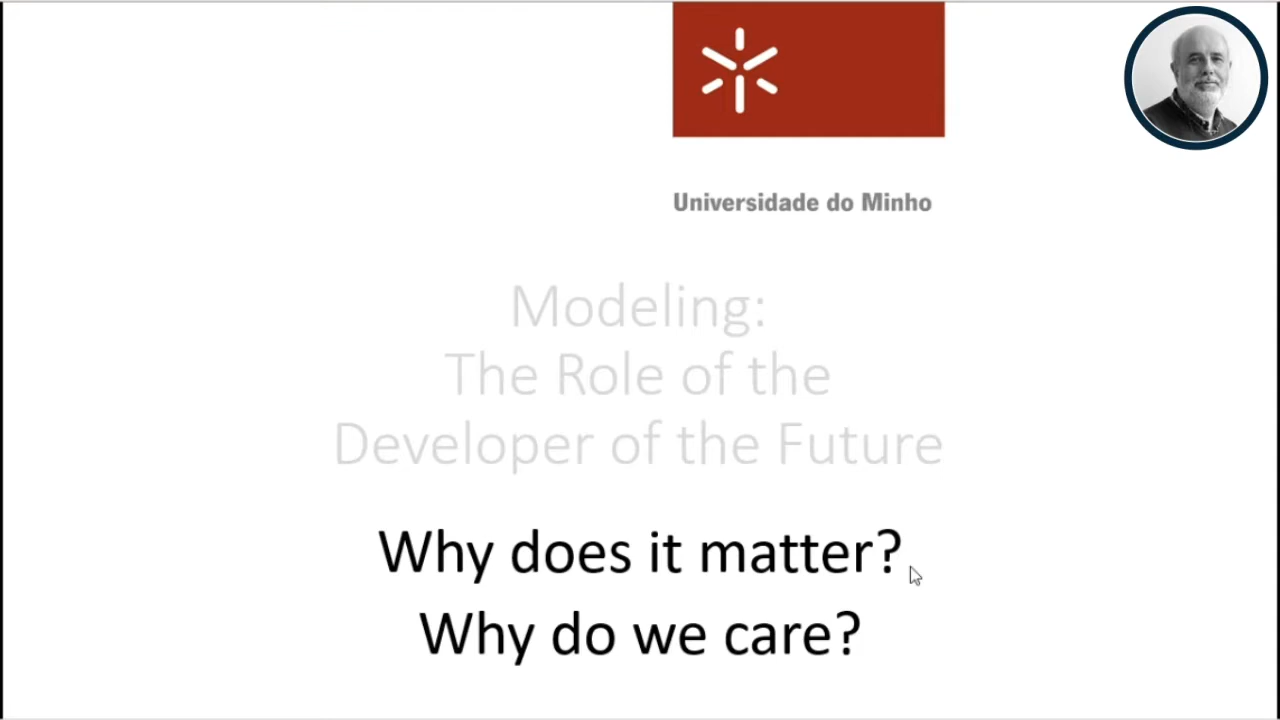 Universidade do Minho
Modeling:
The Role of the
Developer of the Future
Why does it matter?
Why do we care?